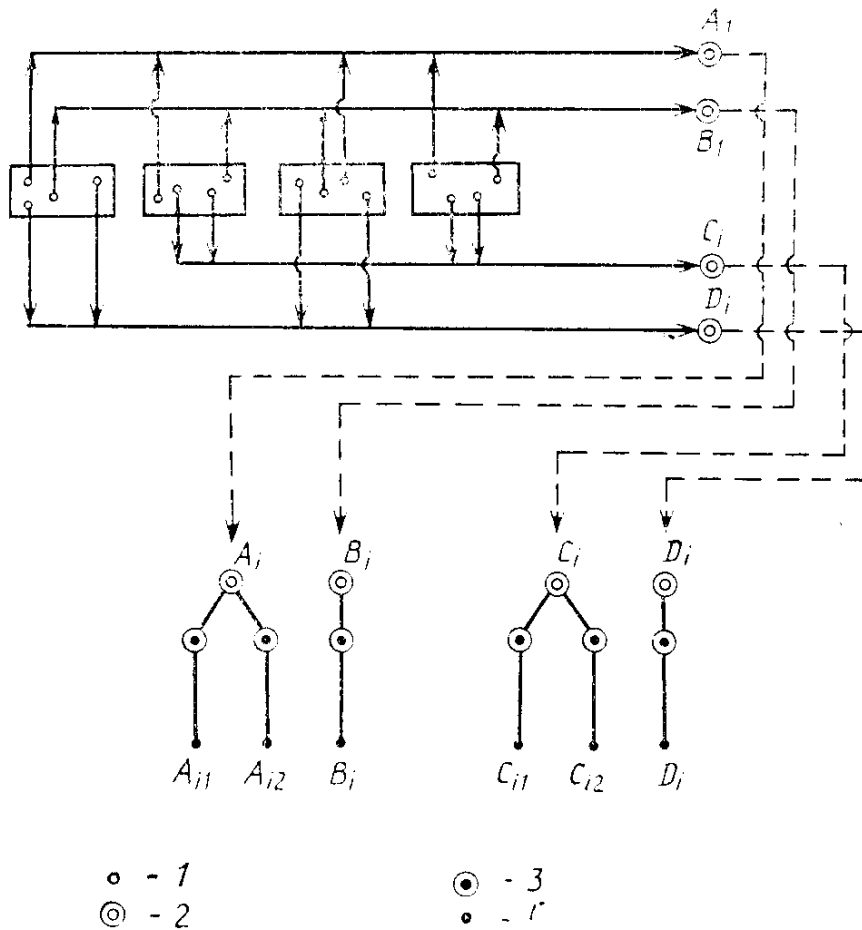 A₁
B₁
Cᵢ
Dᵢ
Aᵢ Bᵢ Cᵢ Dᵢ
Aᵢ₁ Aᵢ₂ Bᵢ Cᵢ₁ Cᵢ₂ Dᵢ
- 1 - 3
- 2 -